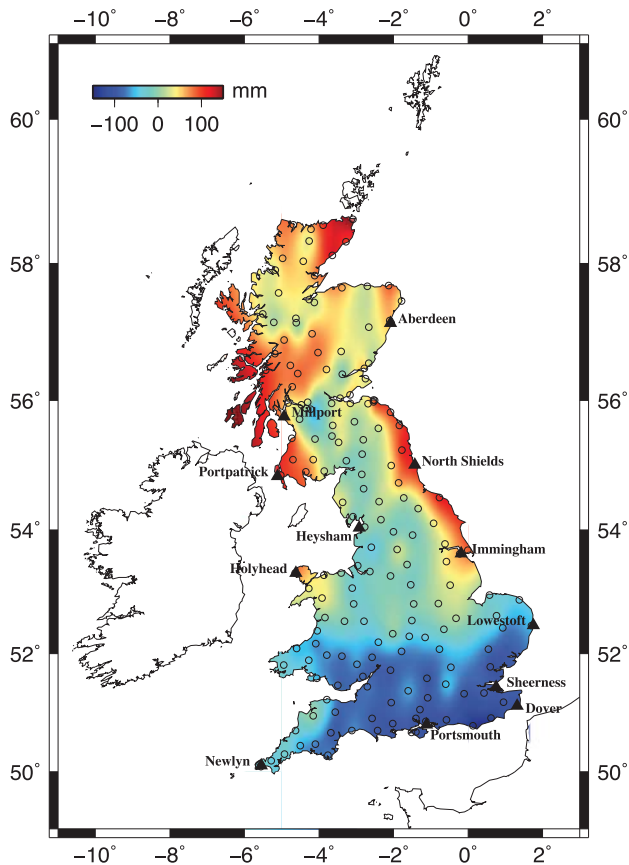 −10° −8° −6° −4° −2° 0° 2°
mm
−100 0 100
60° 60°
58° 58°
Aberdeen
56° 56°
Millport
North Shields
Portpatrick
54° 54°
Heysham
Immingham
Holyhead
Lowestoft
52° 52°
Sheerness
Dover
Portsmouth
Newlyn
50° 50°
−10° −8° −6° −4° −2° 0° 2°